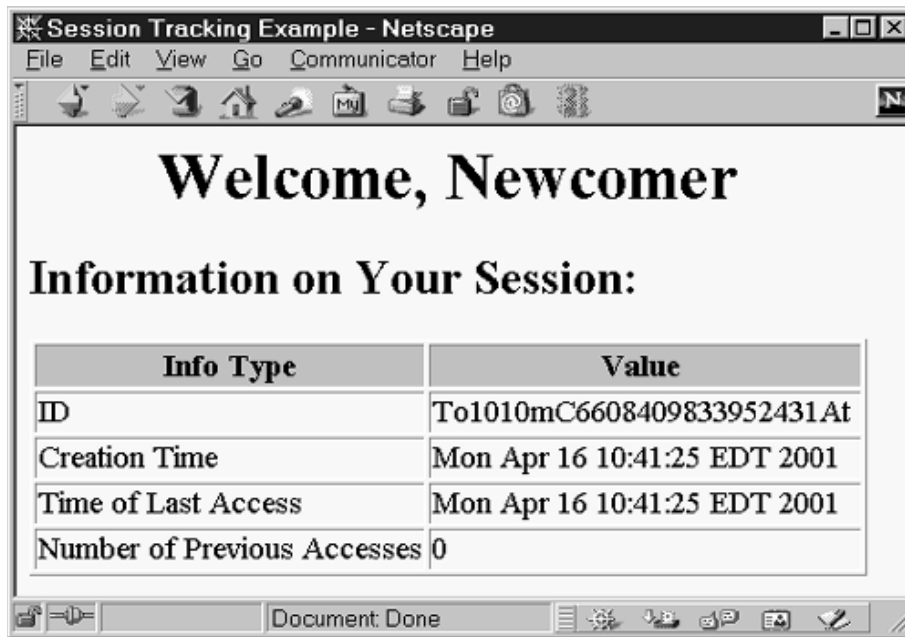 Session Tracking Example - Netscape
File Edit View Go Communicator Help
My
N
Welcome, Newcomer
Information on Your Session:
Info Type Value
ID To1010mC6608409833952431At
Creation Time Mon Apr 16 10:41:25 EDT 2001
Time of Last Access Mon Apr 16 10:41:25 EDT 2001
Number of Previous Accesses 0
Document: Done